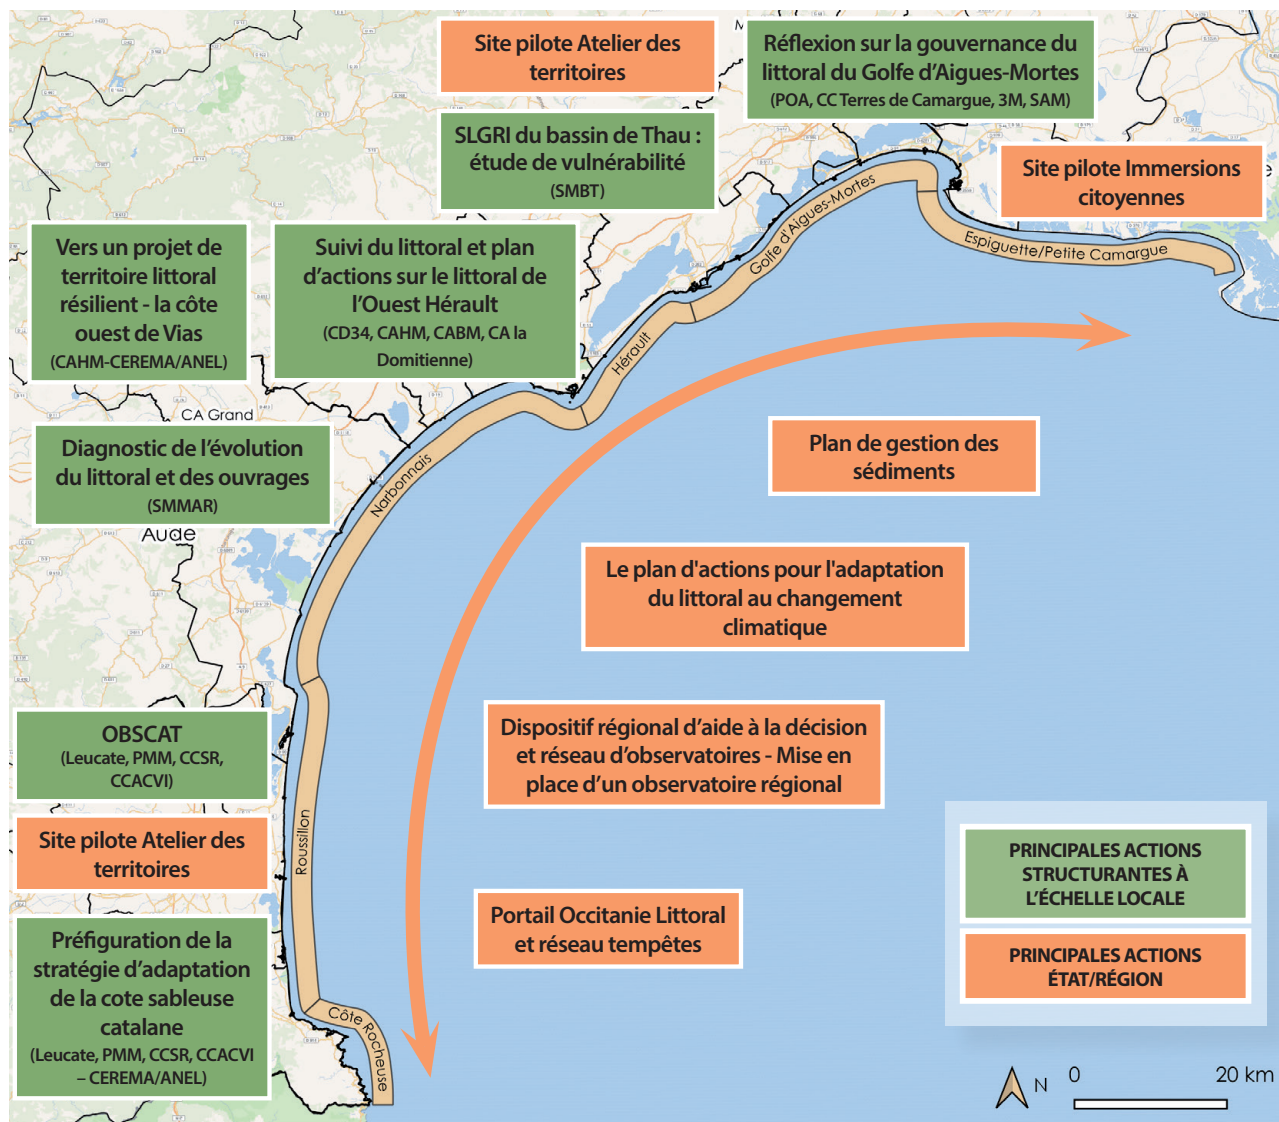 Site pilote Atelier des
territoires
Réflexion sur la gouvernance du
littoral du Golfe d'Aigues-Mortes
(POA, CC Terres de Camargue, 3M, SAM)
SLGRI du bassin de Thau :
étude de vulnérabilité
(SMBT)
Site pilote Immersions
citoyennes
Vers un projet de
territoire littoral
résilient - la côte
ouest de Vias
(CAHM-CEREMA/ANEL)
Suivi du littoral et plan
d'actions sur le littoral de
l'Ouest Hérault
(CD34, CAHM, CABM, CA la
Domitienne)
Golfe d'Aigues-Mortes
Espiguette/Petite Camargue
Hérault
CA Grand
Narbonnais
Diagnostic de l'évolution
du littoral et des ouvrages
(SMMAR)
Aude
Plan de gestion des
sédiments
Le plan d'actions pour l'adaptation
du littoral au changement
climatique
OBSCAT
(Leucate, PMM, CCSR,
CCACVI)
Dispositif régional d'aide à la décision
et réseau d'observatoires - Mise en
place d'un observatoire régional
Site pilote Atelier des
territoires
Roussillon
Préfiguration de la
stratégie d'adaptation
de la cote sableuse
catalane
(Leucate, PMM, CCSR, CCACVI
– CEREMA/ANEL)
Côte Rocheuse
Portail Occitanie Littoral
et réseau tempêtes
PRINCIPALES ACTIONS
STRUCTURANTES À
L'ÉCHELLE LOCALE
PRINCIPALES ACTIONS
ÉTAT/RÉGION
N
0 20 km